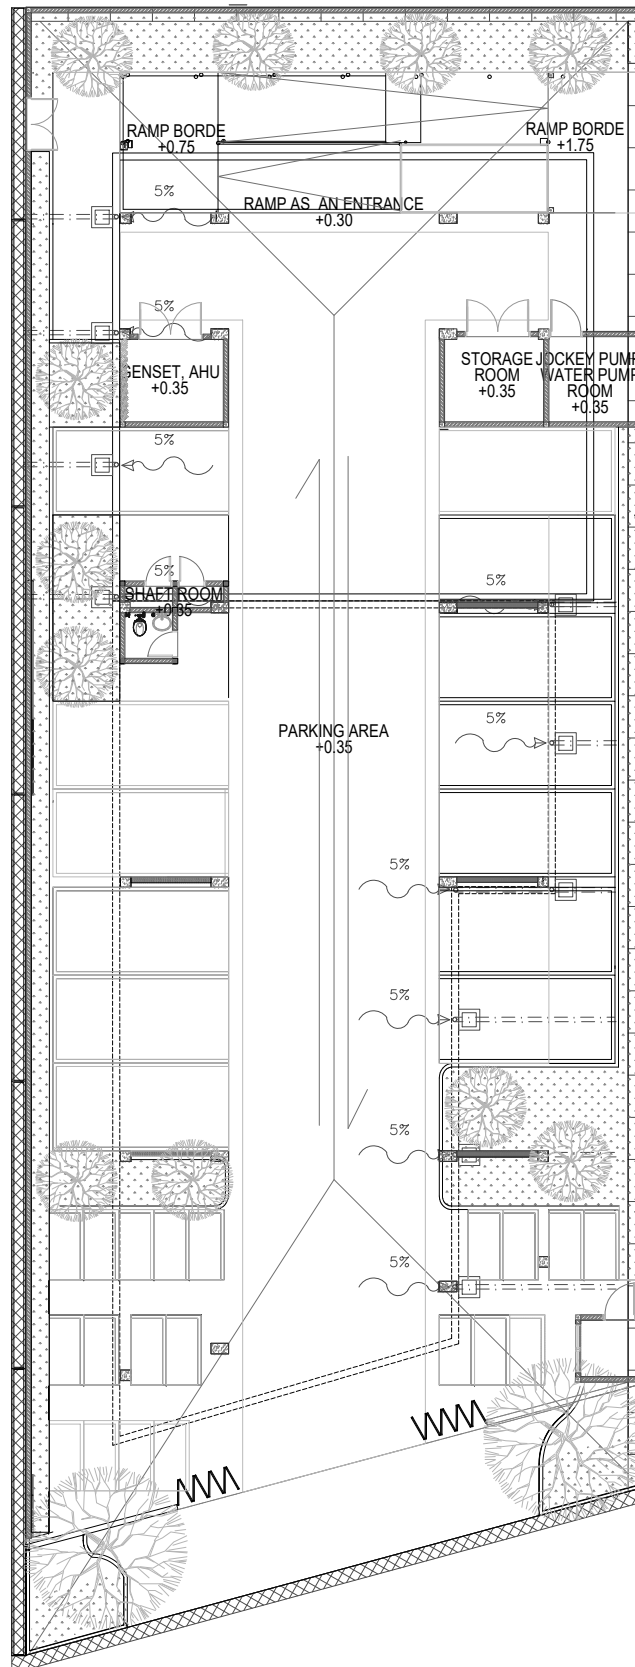 RAMP BORDE
+0.75
RAMP BORDE
+1.75
5%
RAMP AS AN ENTRANCE
+0.30
5%
GENSET, AHU
+0.35
STORAGE
ROOM
+0.35
JOCKEY PUMP
WATER PUMP
ROOM
+0.35
5%
5%
SHAFT ROOM
+0.35
5%
PARKING AREA
+0.35
5%
5%
5%
5%
5%